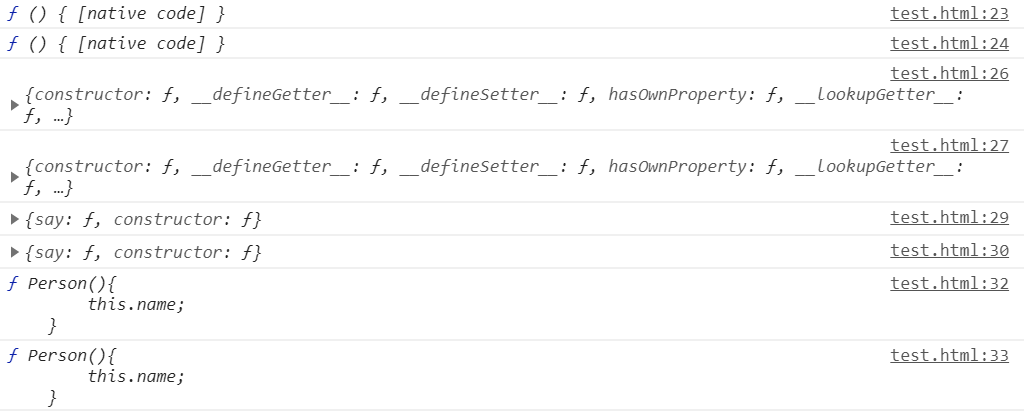 ƒ () { [native code] } test.html:23
ƒ () { [native code] } test.html:24
test.html:26
{constructor: ƒ, __defineGetter__: ƒ, __defineSetter__: ƒ, hasOwnProperty: ƒ, __lookupGetter__:
ƒ, …}
test.html:27
{constructor: ƒ, __defineGetter__: ƒ, __defineSetter__: ƒ, hasOwnProperty: ƒ, __lookupGetter__:
ƒ, …}
{say: ƒ, constructor: ƒ} test.html:29
{say: ƒ, constructor: ƒ} test.html:30
ƒ Person(){ test.html:32
this.name;
}
ƒ Person(){ test.html:33
this.name;
}